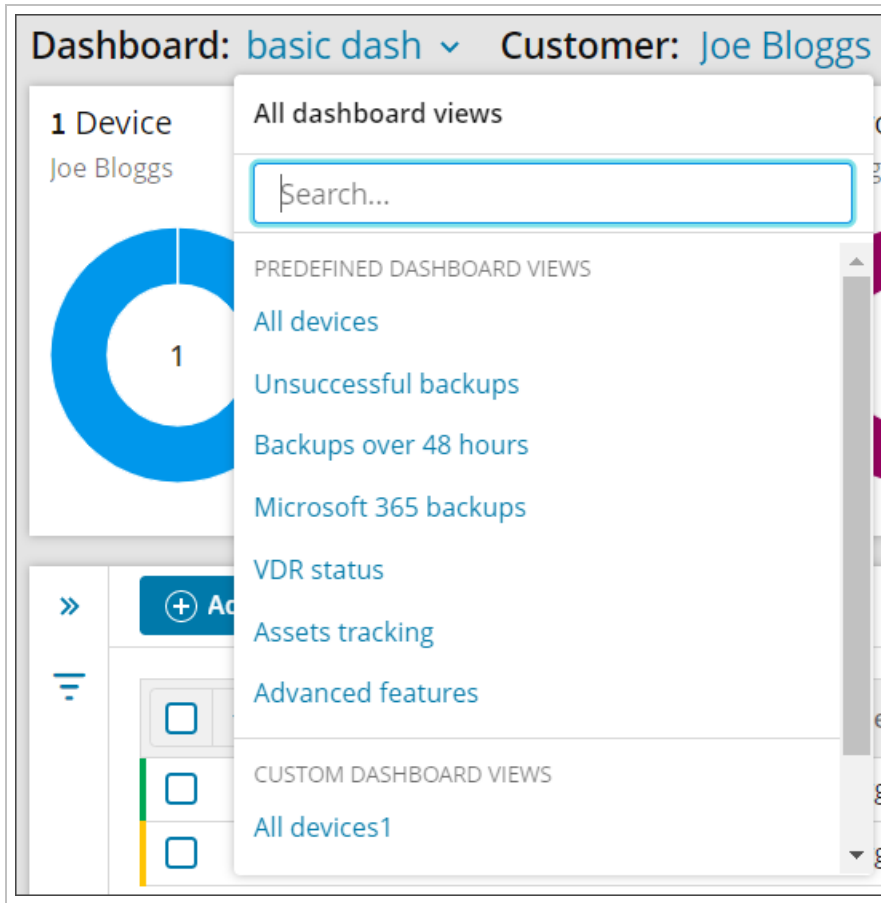 Dashboard: basic dash Customer: Joe Bloggs
1 Device
Joe Bloggs
1
All dashboard views
Search...
PREDEFINED DASHBOARD VIEWS
All devices
Unsuccessful backups
Backups over 48 hours
Microsoft 365 backups
VDR status
Assets tracking
Advanced features
CUSTOM DASHBOARD VIEWS
All devices1